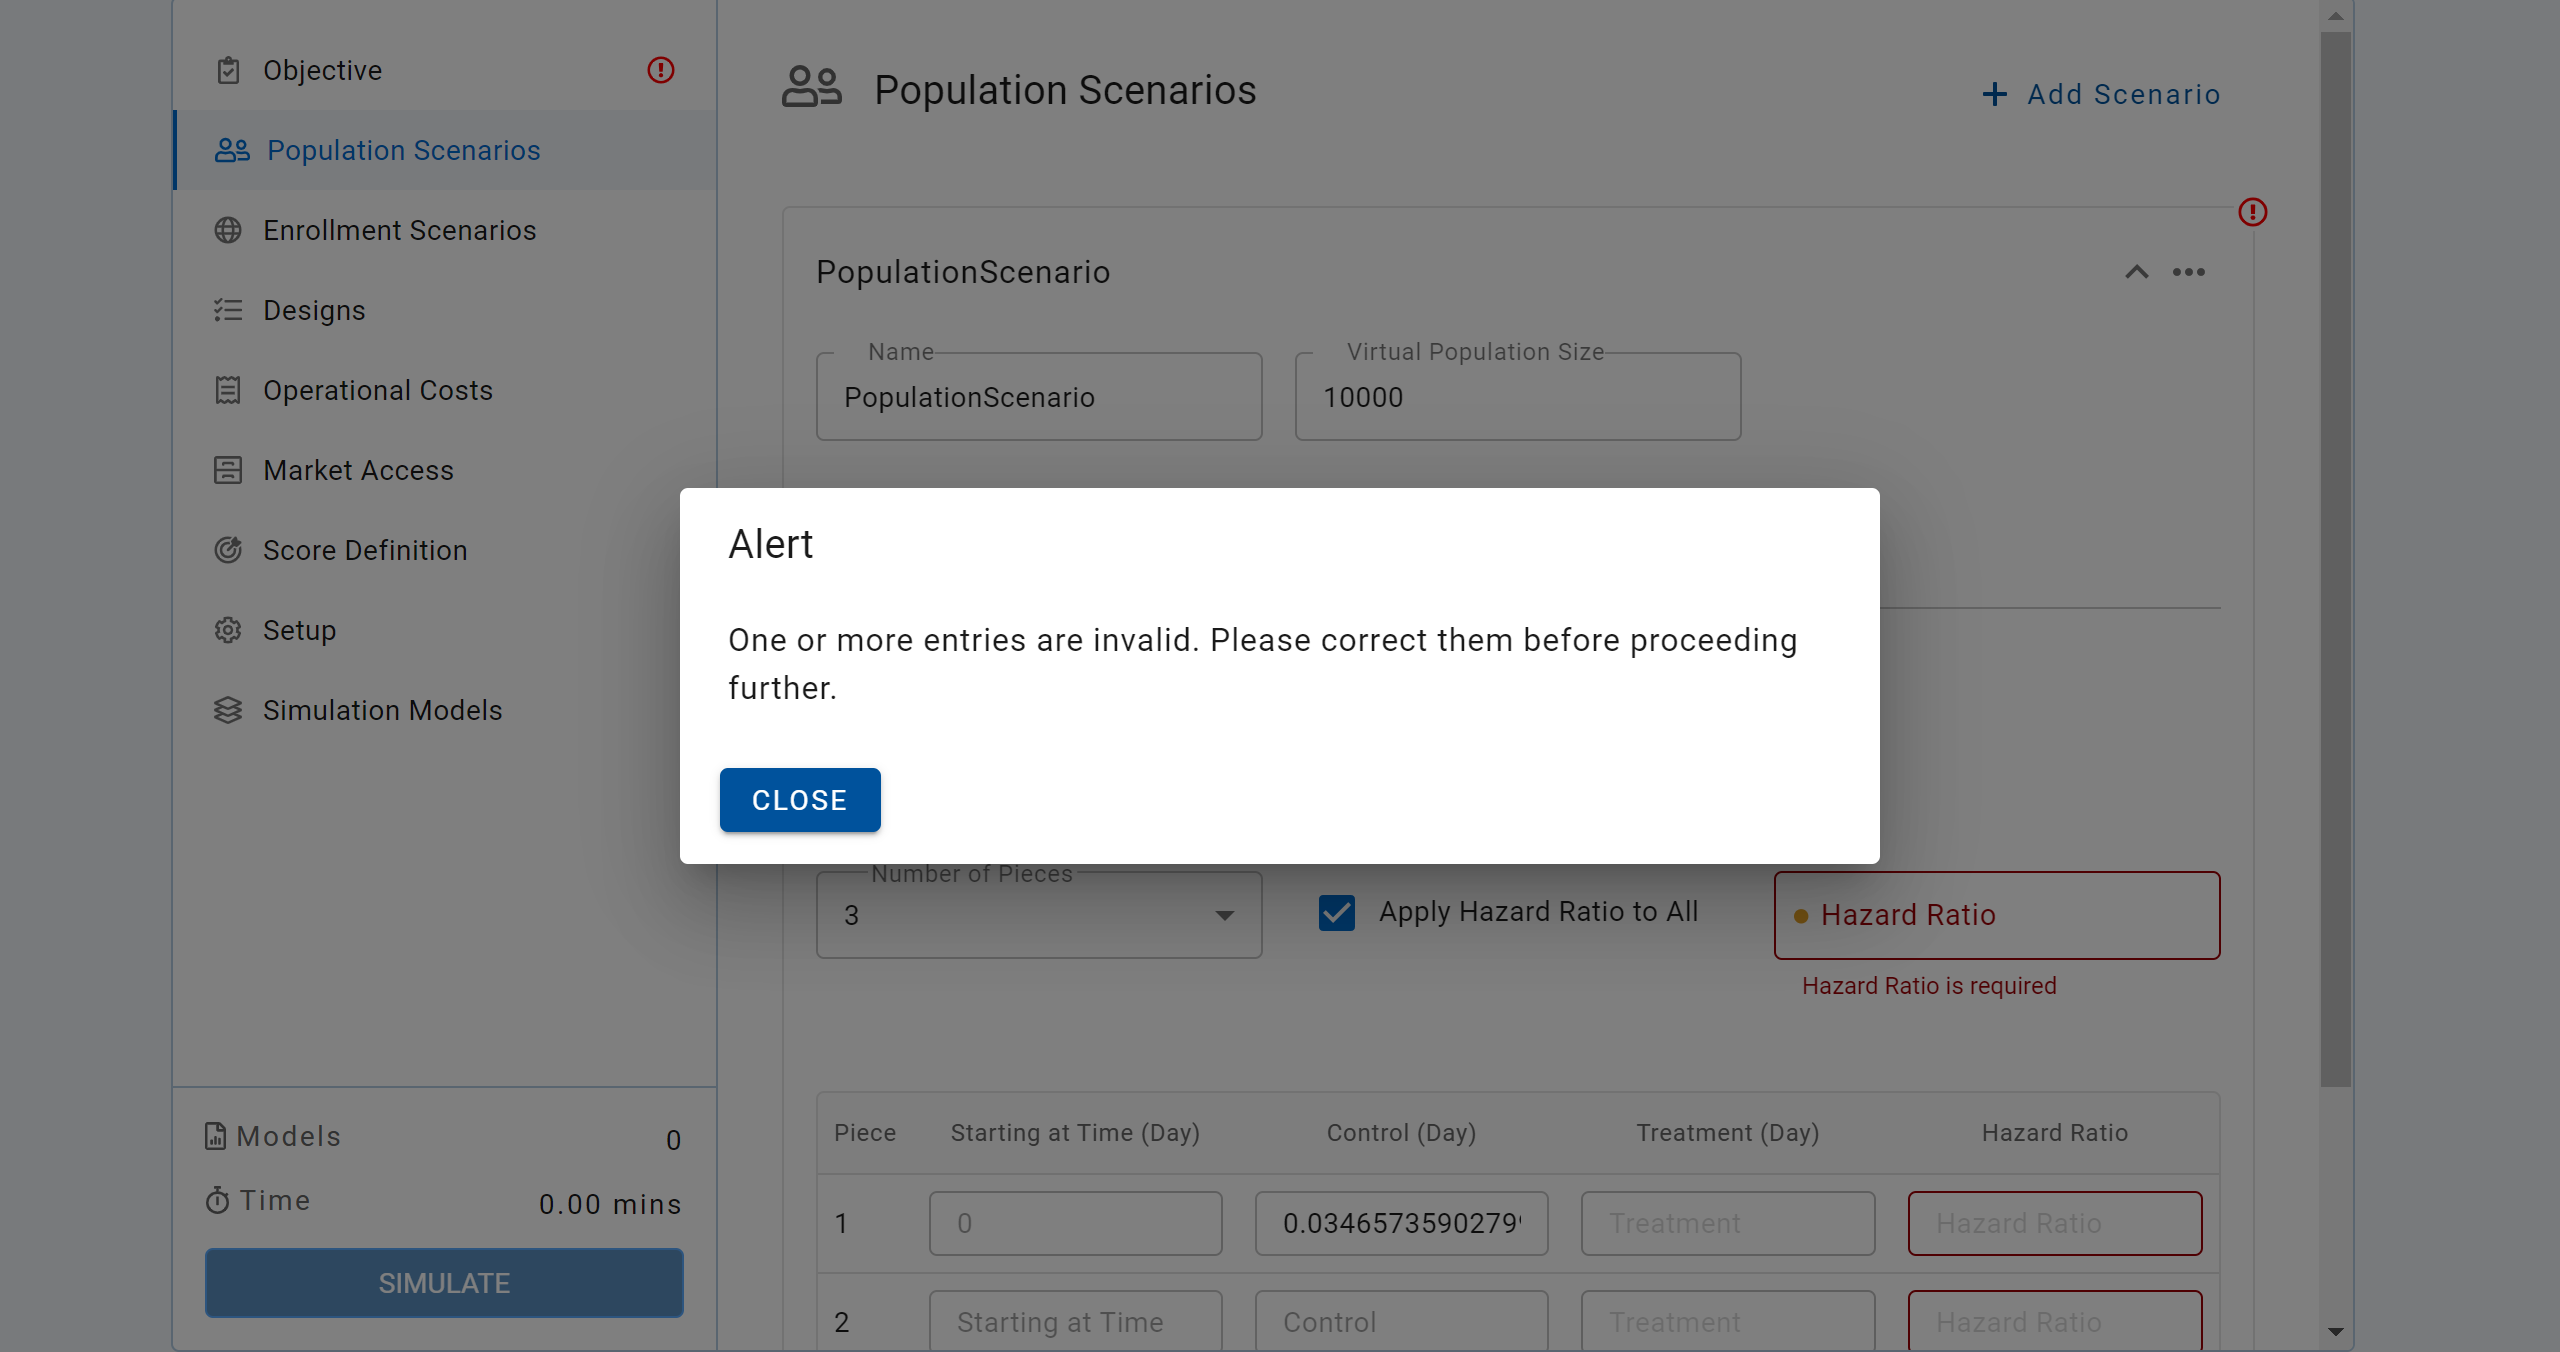 Objective
Population Scenarios
Enrollment Scenarios
Designs
Operational Costs
Market Access
Score Definition
Setup
Simulation Models
Models 0
Time 0.00 mins
SIMULATE
Population Scenarios
+ Add Scenario
PopulationScenario
Name
PopulationScenario
Virtual Population Size
10000
Alert
One or more entries are invalid. Please correct them before proceeding
further.
CLOSE
Number of Pieces
3
Apply Hazard Ratio to All
Hazard Ratio
Hazard Ratio is required
Piece Starting at Time (Day) Control (Day) Treatment (Day) Hazard Ratio
1 0 0.034657359027999 Treatment Hazard Ratio
2 Starting at Time Control Treatment Hazard Ratio